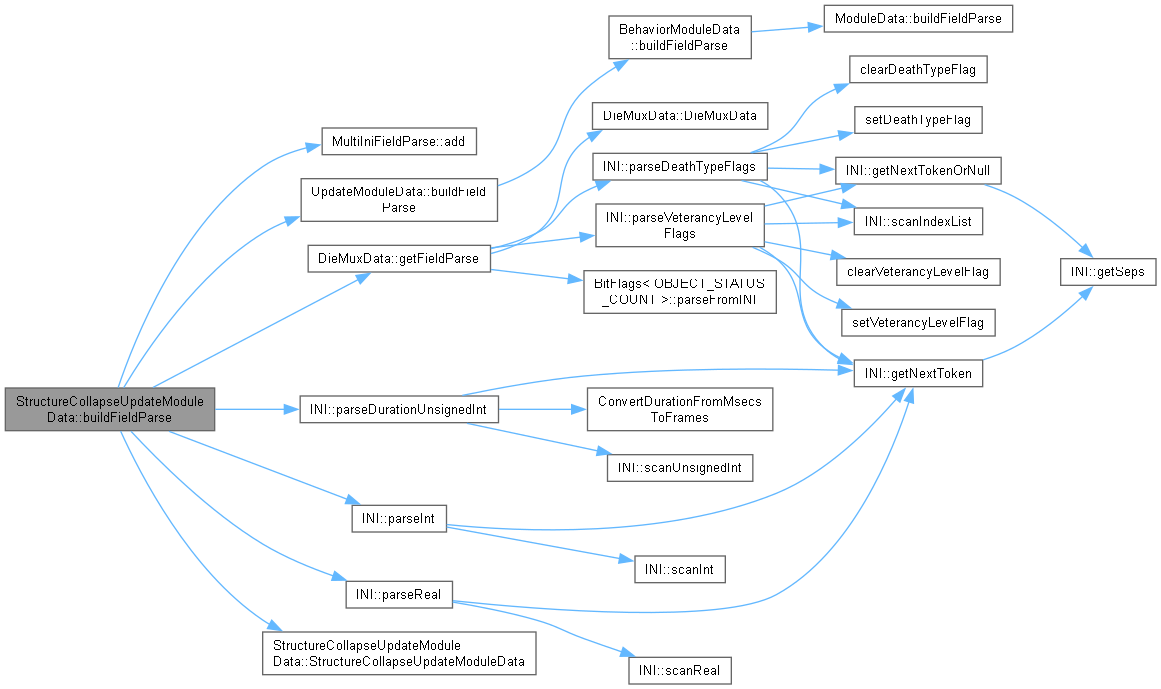 ModuleData::buildFieldParse
BehaviorModuleData
::buildFieldParse
clearDeathTypeFlag
DieMuxData::DieMuxData
setDeathTypeFlag
MultiIniFieldParse::add
INI::parseDeathTypeFlags
INI::getNextTokenOrNull
UpdateModuleData::buildField
Parse
INI::parseVeterancyLevel
Flags
INI::scanIndexList
DieMuxData::getFieldParse
clearVeterancyLevelFlag
INI::getSeps
BitFlags< OBJECT_STATUS
_COUNT >::parseFromINI
setVeterancyLevelFlag
INI::getNextToken
StructureCollapseUpdateModule
Data::buildFieldParse
INI::parseDurationUnsignedInt
ConvertDurationFromMsecs
ToFrames
INI::scanUnsignedInt
INI::parseInt
INI::scanInt
INI::parseReal
StructureCollapseUpdateModule
Data::StructureCollapseUpdateModuleData
INI::scanReal